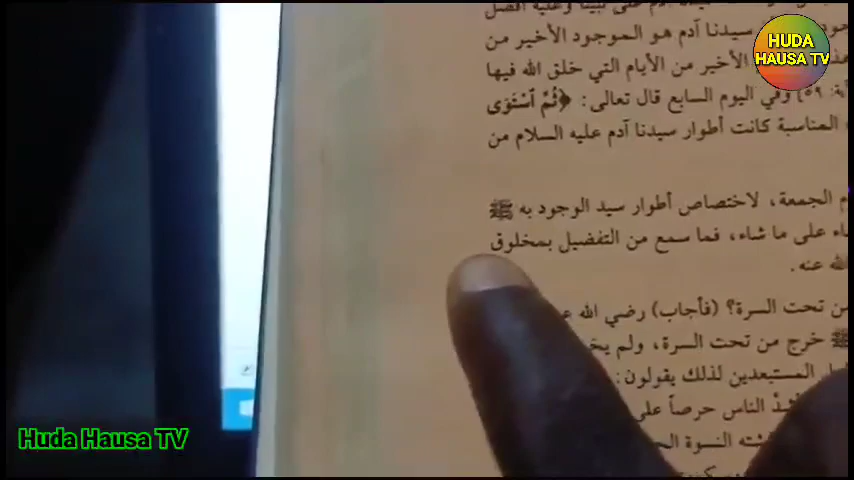 سيدنا آدم هو الموجود الأخير من
الأخير من الأيام التي خلق الله فيها
٥٩] وفي اليوم السابع قال تعالى: ﴿ثُمَّ ٱسْتَوَىٰ
المناسبة كانت أطوار سيدنا آدم عليه السلام من
الجمعة، لاختصاص أطوار سيد الوجود به ﷺ
على ما شاء، فما سمع من التفضيل بمخلوق
الله عنه.
من تحت السرة؟ (فأجاب) رضي الله
ﷺ خرج من تحت السرة، ولم
المستبعدين لذلك يقولون:
الناس حرصاً على
النسوة
HUDA
HAUSA TV
Huda Hausa TV